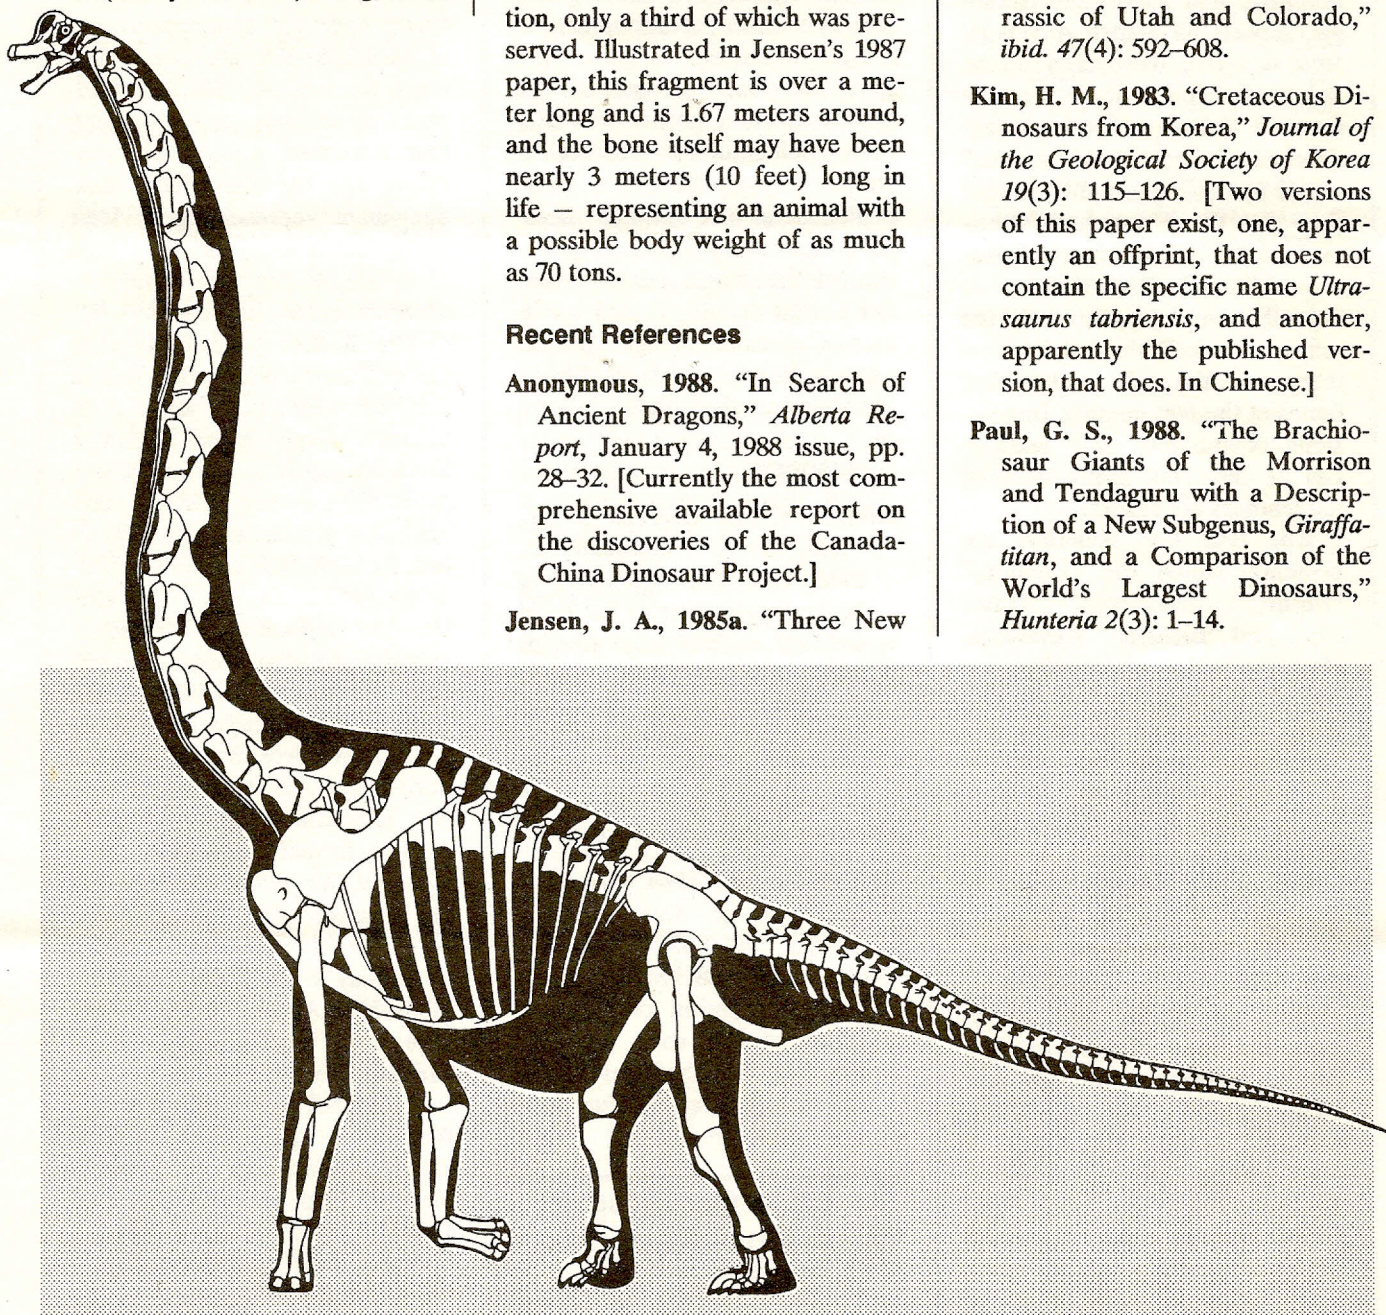 tion, only a third of which was pre-
served. Illustrated in Jensen's 1987
paper, this fragment is over a me-
ter long and is 1.67 meters around,
and the bone itself may have been
nearly 3 meters (10 feet) long in
life — representing an animal with
a possible body weight of as much
as 70 tons.
Recent References
Anonymous, 1988. “In Search of
Ancient Dragons,” Alberta Re-
port, January 4, 1988 issue, pp.
28–32. [Currently the most com-
prehensive available report on
the discoveries of the Canada-
China Dinosaur Project.]
Jensen, J. A., 1985a. “Three New
rassic of Utah and Colorado,”
ibid. 47(4): 592–608.
Kim, H. M., 1983. “Cretaceous Di-
nosaurs from Korea,” Journal of
the Geological Society of Korea
19(3): 115–126. [Two versions
of this paper exist, one, appar-
ently an offprint, that does not
contain the specific name Ultra-
saurus tabriensis, and another,
apparently the published ver-
sion, that does. In Chinese.]
Paul, G. S., 1988. “The Brachio-
saur Giants of the Morrison
and Tendaguru with a Descrip-
tion of a New Subgenus, Giraffa-
titan, and a Comparison of the
World's Largest Dinosaurs,”
Hunteria 2(3): 1–14.